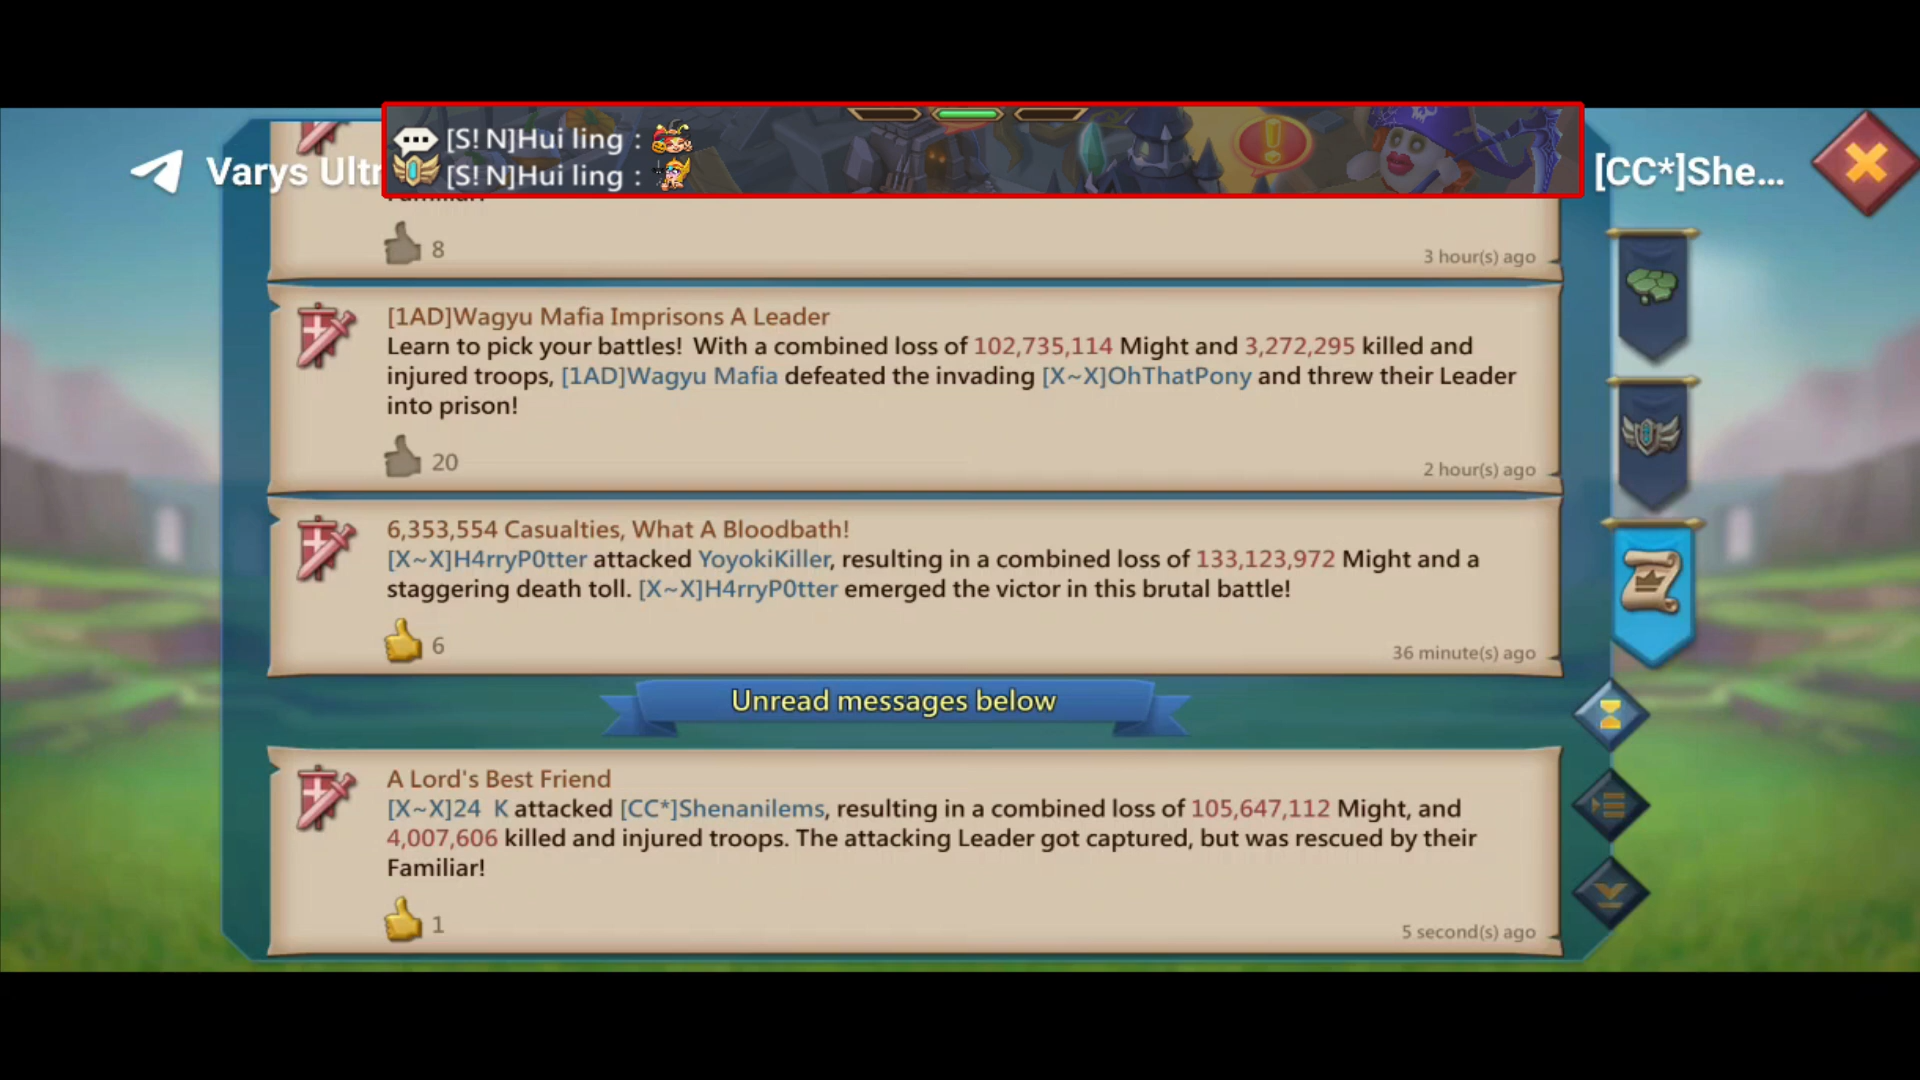 [S! N]Hui ling :
[S! N]Hui ling :
Varys Ultr
[CC*]She...
Familiar!
8
3 hour(s) ago
[1AD]Wagyu Mafia Imprisons A Leader
Learn to pick your battles! With a combined loss of 102,735,114 Might and 3,272,295 killed and
injured troops, [1AD]Wagyu Mafia defeated the invading [X~X]OhThatPony and threw their Leader
into prison!
20
2 hour(s) ago
6,353,554 Casualties, What A Bloodbath!
[X~X]H4rryP0tter attacked YoyokiKiller, resulting in a combined loss of 133,123,972 Might and a
staggering death toll. [X~X]H4rryP0tter emerged the victor in this brutal battle!
6
36 minute(s) ago
Unread messages below
A Lord's Best Friend
[X~X]24 K attacked [CC*]Shenanilems, resulting in a combined loss of 105,647,112 Might, and
4,007,606 killed and injured troops. The attacking Leader got captured, but was rescued by their
Familiar!
1
5 second(s) ago